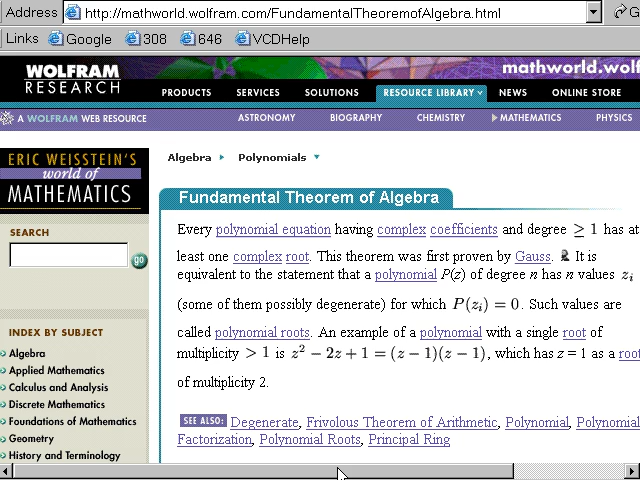 Address http://mathworld.wolfram.com/FundamentalTheoremofAlgebra.html G
Links Google 308 646 VCDHelp
WOLFRAM RESEARCH mathworld.wolf
PRODUCTS SERVICES SOLUTIONS RESOURCE LIBRARY NEWS ONLINE STORE
A WOLFRAM WEB RESOURCE ASTRONOMY BIOGRAPHY CHEMISTRY MATHEMATICS PHYSICS
ERIC WEISSTEIN'S
world of
MATHEMATICS
SEARCH
go
INDEX BY SUBJECT
Algebra
Applied Mathematics
Calculus and Analysis
Discrete Mathematics
Foundations of Mathematics
Geometry
History and Terminology
Algebra Polynomials
Fundamental Theorem of Algebra
Every polynomial equation having complex coefficients and degree ≥ 1 has at
least one complex root. This theorem was first proven by Gauss. It is
equivalent to the statement that a polynomial P(z) of degree n has n values z_i
(some of them possibly degenerate) for which P(z_i) = 0. Such values are
called polynomial roots. An example of a polynomial with a single root of
multiplicity > 1 is z² − 2z + 1 = (z − 1)(z − 1), which has z = 1 as a root
of multiplicity 2.
SEE ALSO: Degenerate, Frivolous Theorem of Arithmetic, Polynomial, Polynomial
Factorization, Polynomial Roots, Principal Ring